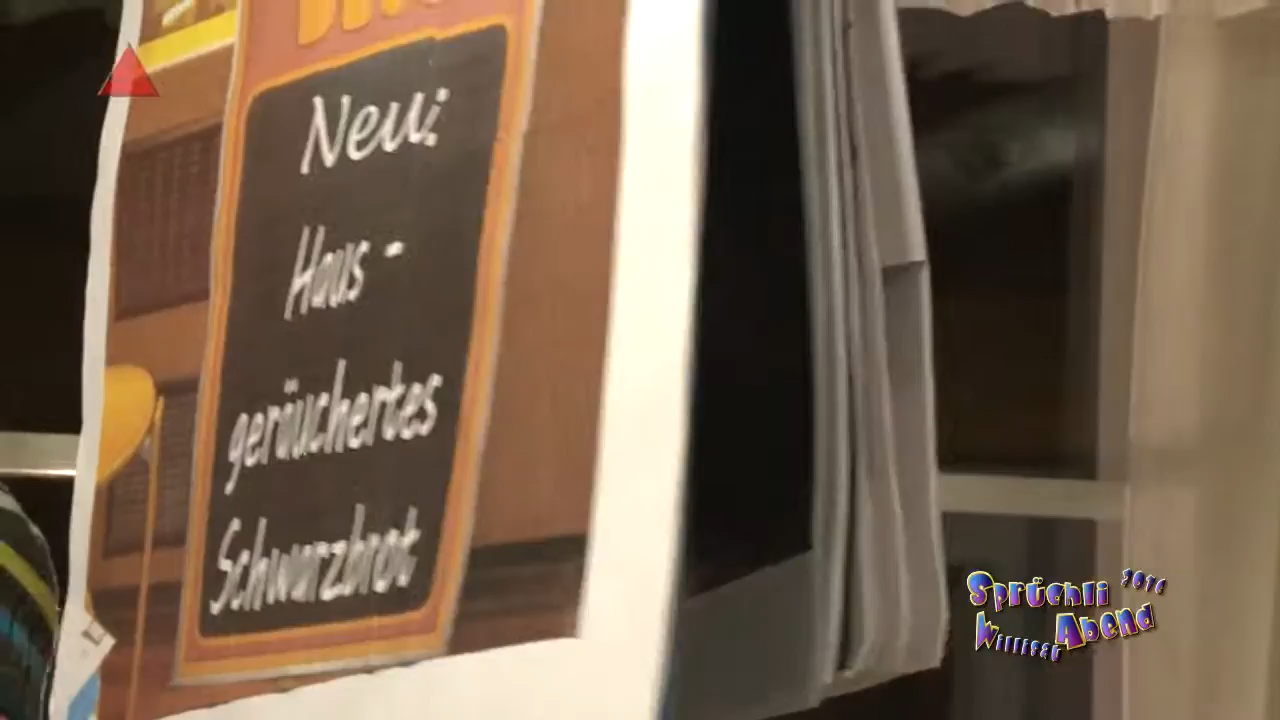 Neu:
Haus-
geräuchertes
Schwarzbrot
Sprüchli 2016
Abend
Willisau